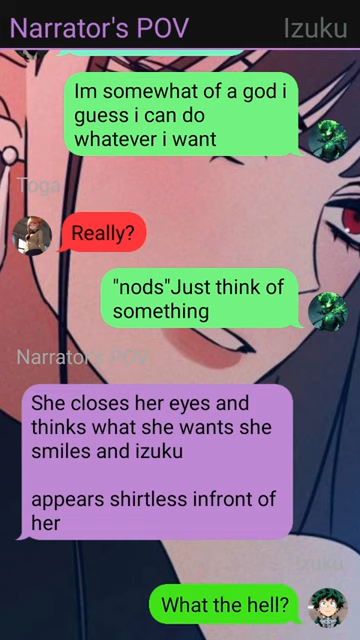 Narrator's POV
Izuku
Im somewhat of a god i
guess i can do
whatever i want
Toga
Really?
"nods"Just think of
something
Narrator's POV
She closes her eyes and
thinks what she wants she
smiles and izuku
appears shirtless infront of
her
Izuku
What the hell?